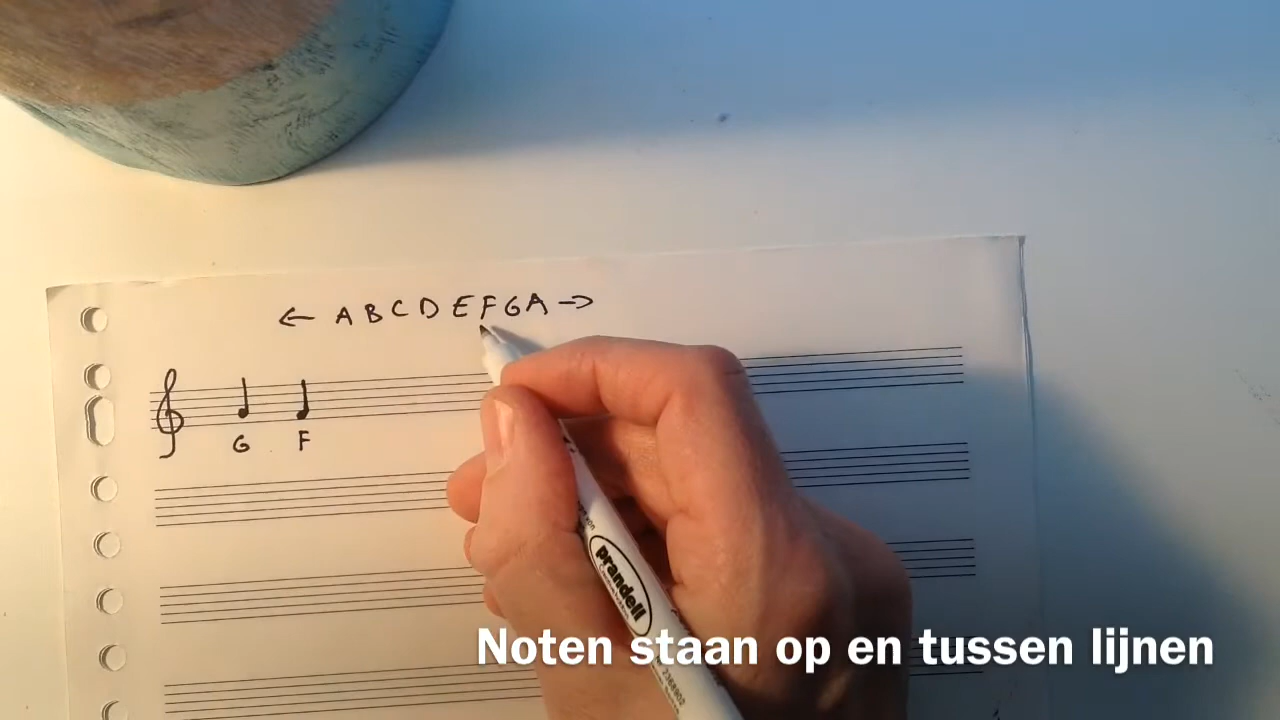 ← A B C D E F G A →
G F
prandell
Noten staan op en tussen lijnen